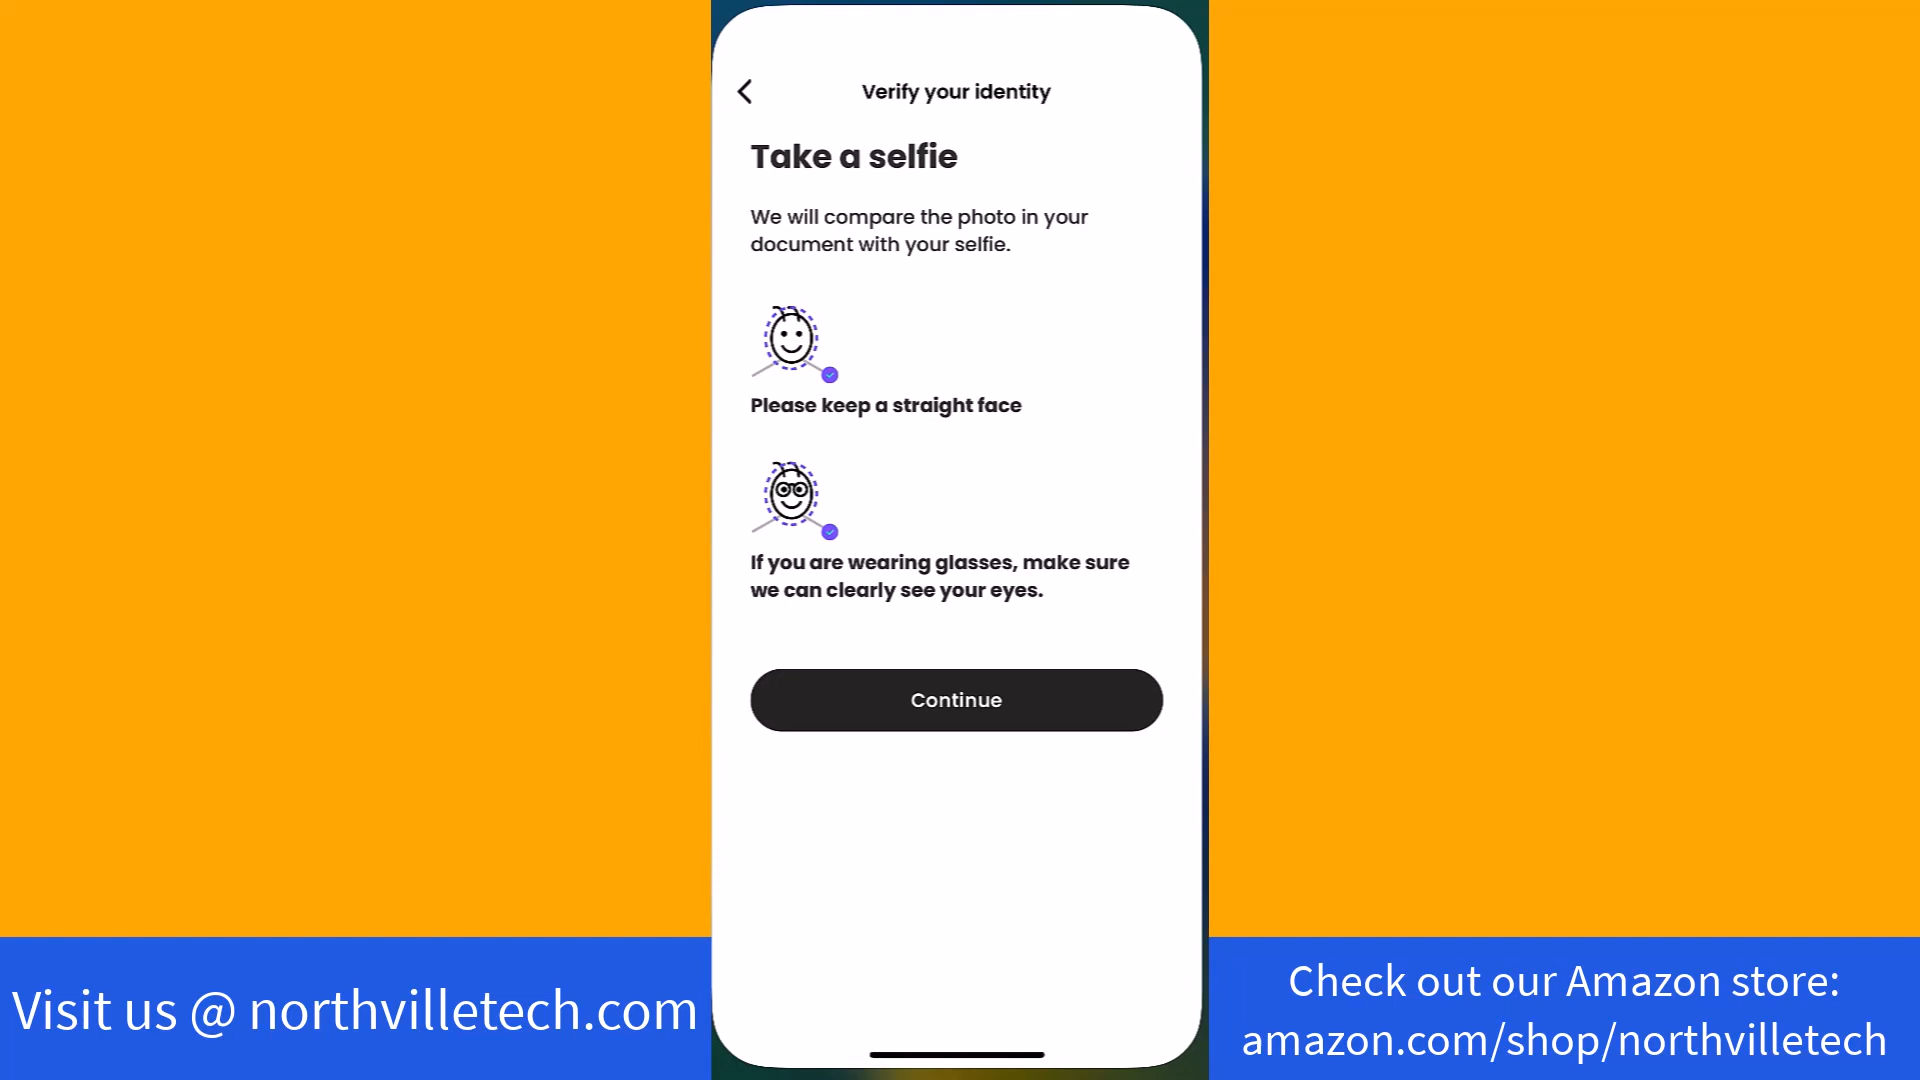 Verify your identity
Take a selfie
We will compare the photo in your
document with your selfie.
Please keep a straight face
If you are wearing glasses, make sure
we can clearly see your eyes.
Continue
Visit us @ northvilletech.com
Check out our Amazon store:
amazon.com/shop/northvilletech